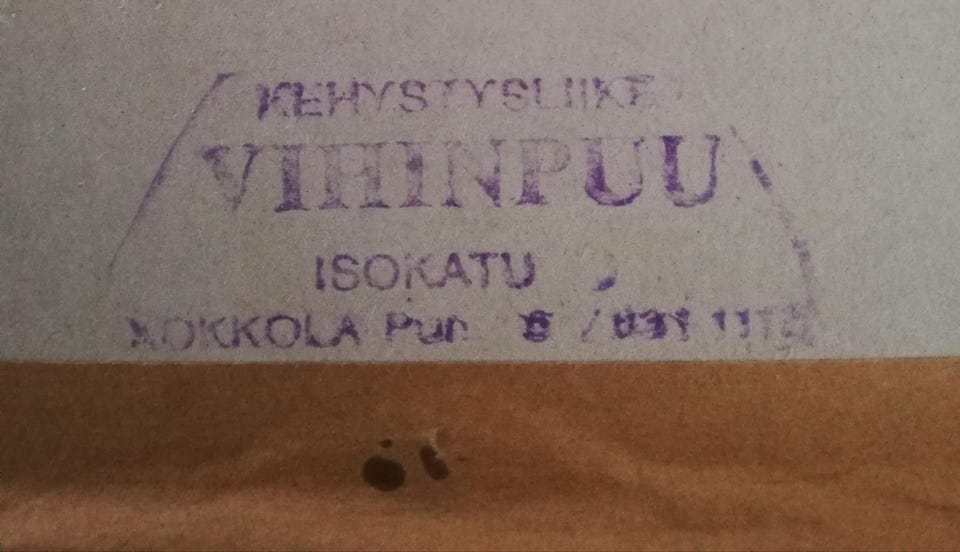 KEHYSTYSLIIKE
VIHINPUU
ISOKATU
KOKKOLA Puh